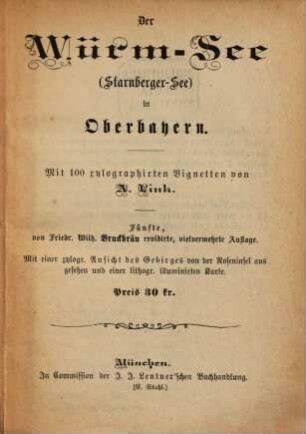 Der
Würm-See
(Starnberger-See)
in
Oberbayern.
Mit 100 xylographirten Vignetten von
A. Link.
Fünfte,
von Friedr. Wilh. Bruckbräu revidirte, vielvermehrte Auflage.
Mit einer xylogr. Ansicht des Gebirges von der Roseninsel aus
gesehen und einer lithogr. illuminirten Karte.
Preis 30 kr.
München.
In Commission der J. J. Lentner'schen Buchhandlung.
(E. Stahl.)